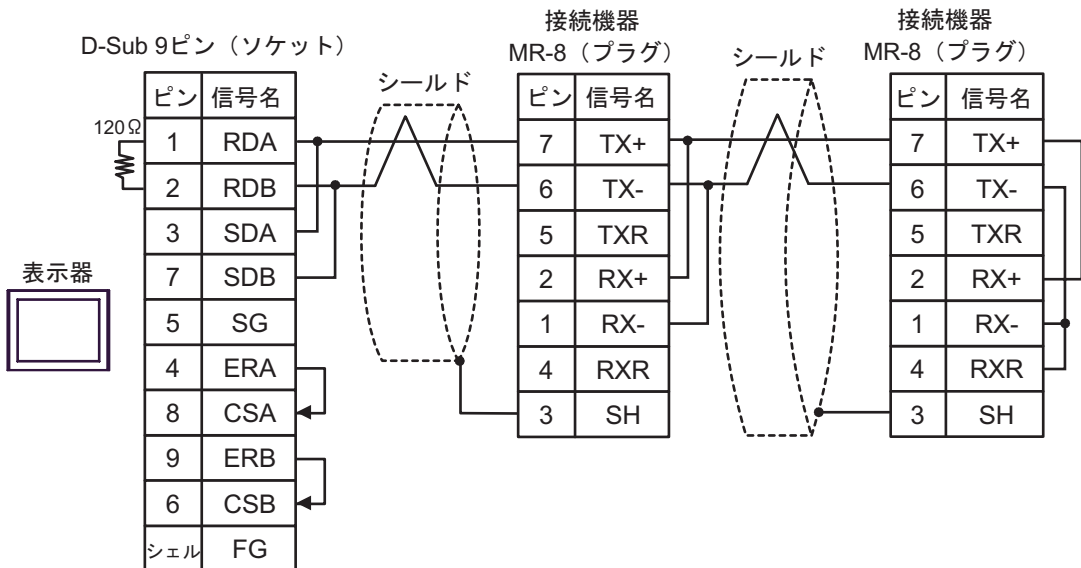 接続機器
接続機器
D-Sub 9ピン（ソケット）
MR-8（プラグ）
MR-8（プラグ）
シールド
シールド
ピン 信号名
120Ω
1 RDA
2 RDB
3 SDA
7 SDB
5 SG
4 ERA
8 CSA
9 ERB
6 CSB
シェル FG
表示器
ピン 信号名
7 TX+
6 TX-
5 TXR
2 RX+
1 RX-
4 RXR
3 SH
ピン 信号名
7 TX+
6 TX-
5 TXR
2 RX+
1 RX-
4 RXR
3 SH